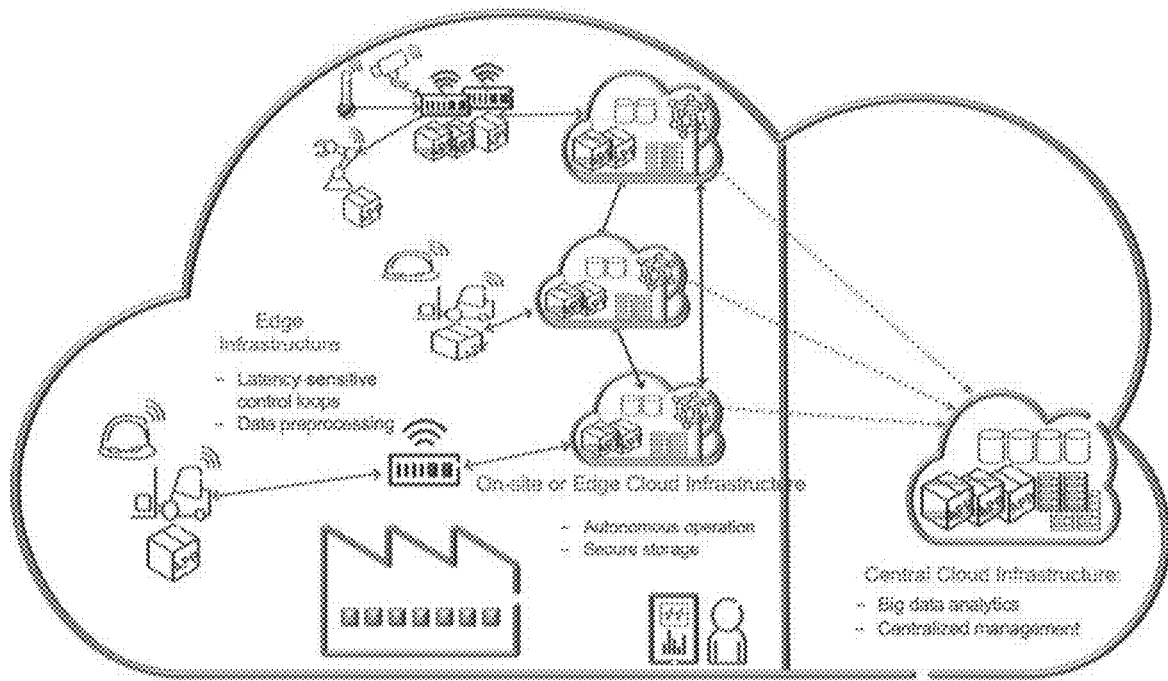 Edge
Infrastructure
- Latency sensitive
control loops
- Data preprocessing
On-site or Edge Cloud Infrastructure
- Autonomous operation
- Secure storage
Central Cloud Infrastructure:
- Big data analytics
- Centralized management